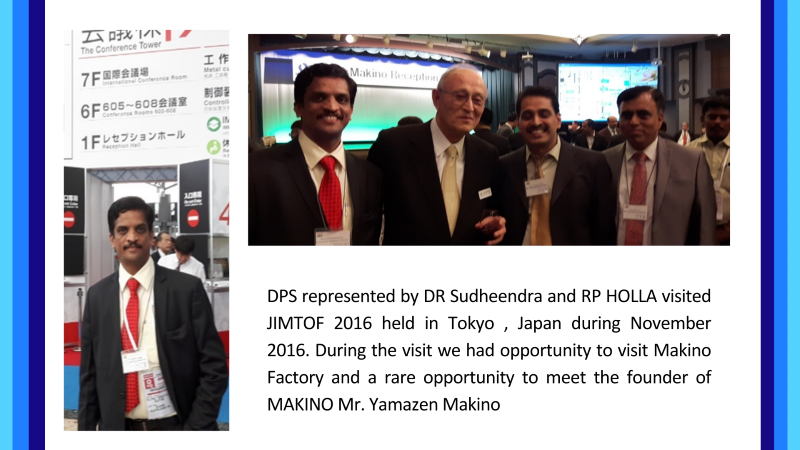 The Conference Tower
7F 国際会議場
International Conference Room
6F 605~608会議室
Conference Rooms 605-608
1F レセプションホール
Reception Hall
工作
Metal cu
制御装
Controll
Makino Reception
DPS represented by DR Sudheendra and RP HOLLA visited
JIMTOF 2016 held in Tokyo , Japan during November
2016. During the visit we had opportunity to visit Makino
Factory and a rare opportunity to meet the founder of
MAKINO Mr. Yamazen Makino